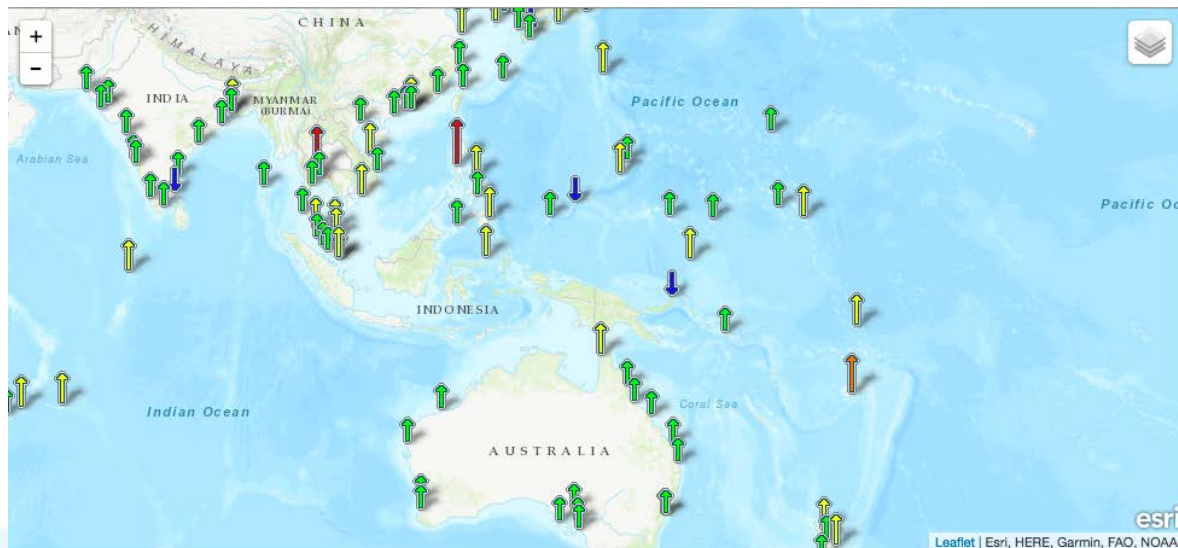 CHINA
+
−
HIMALAYA
INDIA
MYANMAR
(BURMA)
Pacific Ocean
Arabian Sea
Pacific Oc
INDONESIA
Indian Ocean
Coral Sea
AUSTRALIA
esri
Leaflet | Esri, HERE, Garmin, FAO, NOAA